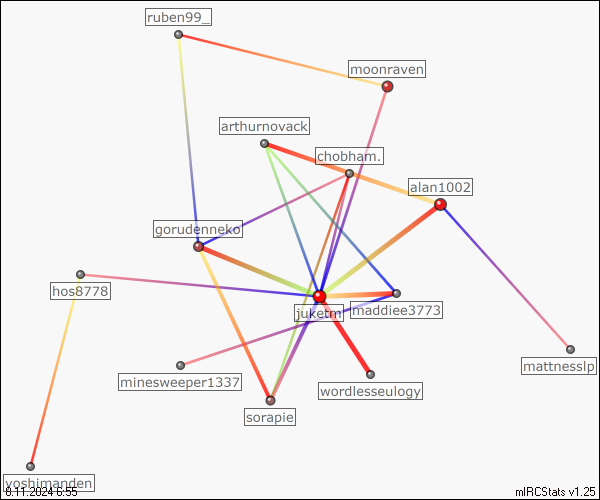 ruben99_
moonraven
arthurnovack
chobham.
alan1002
gorudenneko
hos8778
juketm
maddiee3773
mattnesslp
minesweeper1337
wordlesseulogy
sorapie
yoshimanden
8.11.2024 6:55
mIRCStats v1.25